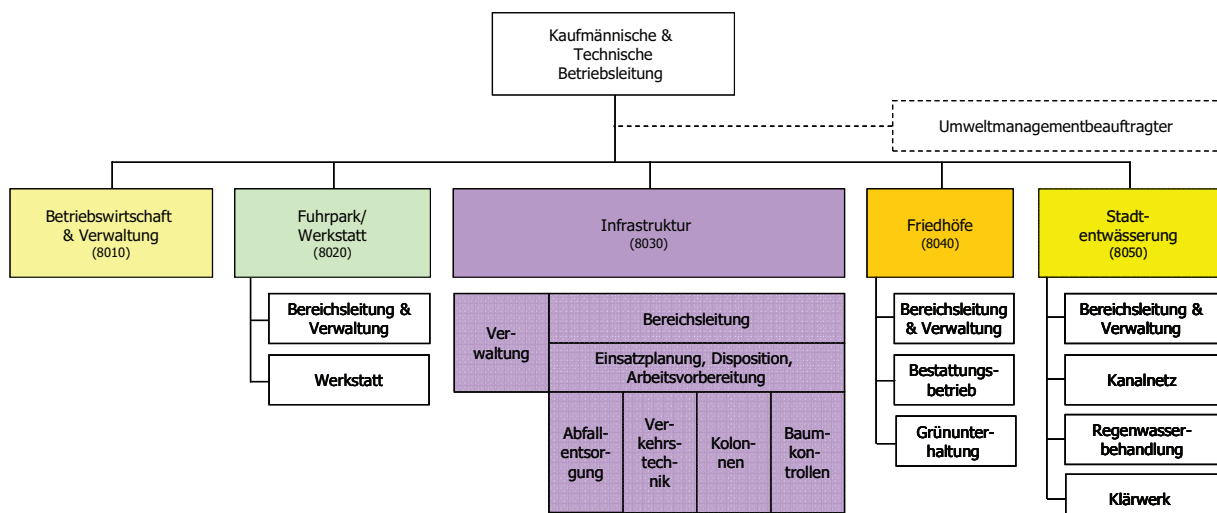 Kaufmännische &
Technische
Betriebsleitung
Umweltmanagementbeauftragter
Betriebswirtschaft
& Verwaltung
(8010)
Fuhrpark/
Werkstatt
(8020)
Infrastruktur
(8030)
Friedhöfe
(8040)
Stadt-
entwässerung
(8050)
Bereichsleitung &
Verwaltung
Werkstatt
Ver-
waltung
Bereichsleitung
Einsatzplanung, Disposition,
Arbeitsvorbereitung
Abfall-
entsor-
gung
Ver-
kehrs-
tech-
nik
Kolon-
nen
Baum-
kon-
trollen
Bereichsleitung
& Verwaltung
Bestattungs-
betrieb
Grünunter-
haltung
Bereichsleitung &
Verwaltung
Kanalnetz
Regenwasser-
behandlung
Klärwerk